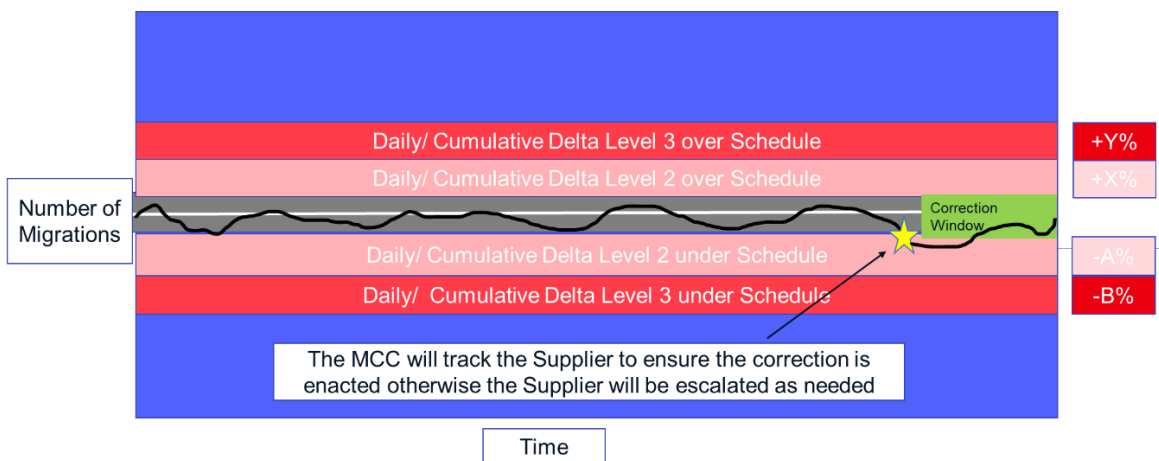 Daily/ Cumulative Delta Level 3 over Schedule
+Y%
Daily/ Cumulative Delta Level 2 over Schedule
+X%
Number of
Migrations
Correction
Window
Daily/ Cumulative Delta Level 2 under Schedule
-A%
Daily/ Cumulative Delta Level 3 under Schedule
-B%
The MCC will track the Supplier to ensure the correction is
enacted otherwise the Supplier will be escalated as needed
Time